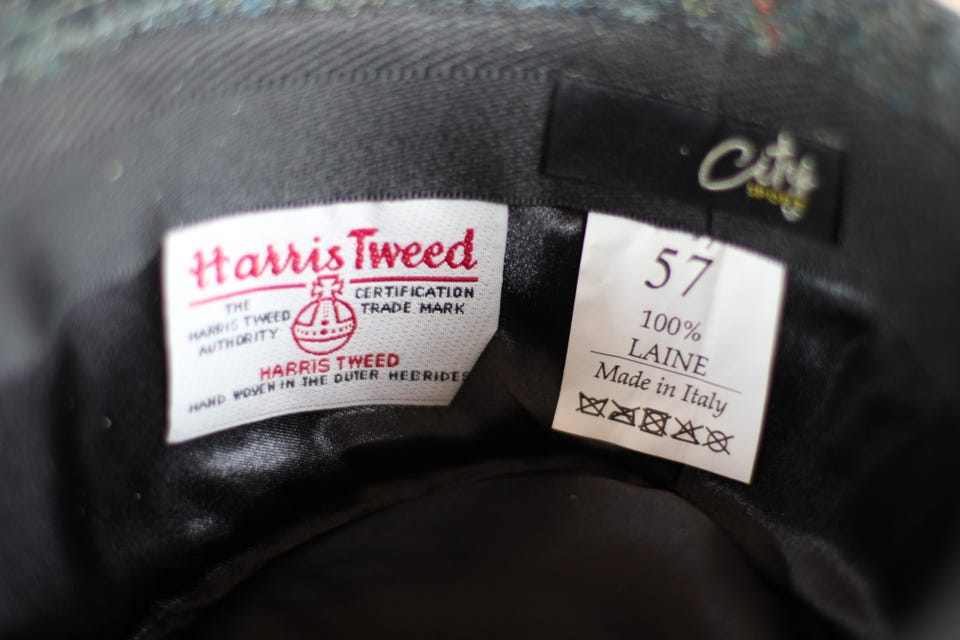 Harris Tweed
THE
HARRIS TWEED
AUTHORITY
CERTIFICATION
TRADE MARK
HARRIS TWEED
HAND WOVEN IN THE OUTER HEBRIDES
City
57
100%
LAINE
Made in Italy